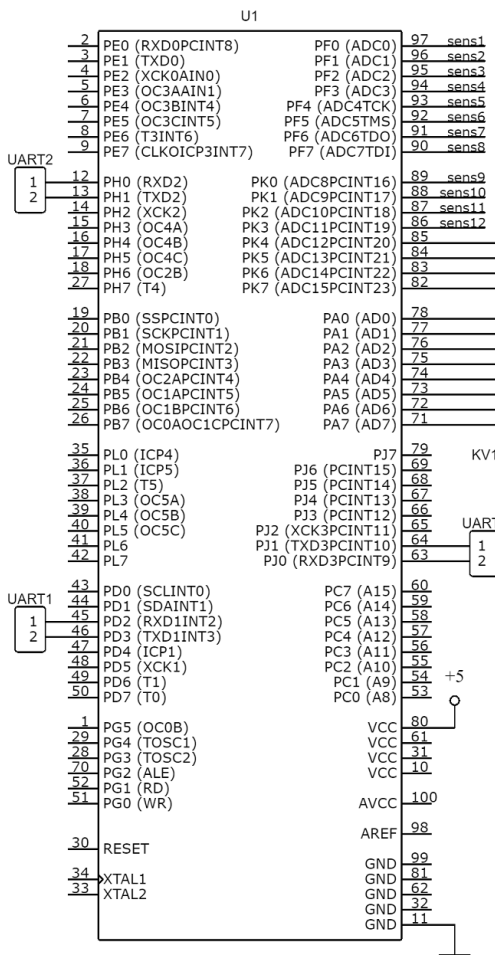 U1
2 PE0 (RXD0PCINT8) PF0 (ADC0) 97 sens1
3 PE1 (TXD0) PF1 (ADC1) 96 sens2
4 PE2 (XCK0AIN0) PF2 (ADC2) 95 sens3
5 PE3 (OC3AAIN1) PF3 (ADC3) 94 sens4
6 PE4 (OC3BINT4) PF4 (ADC4TCK) 93 sens5
7 PE5 (OC3CINT5) PF5 (ADC5TMS) 92 sens6
8 PE6 (T3INT6) PF6 (ADC6TDO) 91 sens7
9 PE7 (CLKOICP3INT7) PF7 (ADC7TDI) 90 sens8
UART2
1 12 PH0 (RXD2) PK0 (ADC8PCINT16) 89 sens9
2 13 PH1 (TXD2) PK1 (ADC9PCINT17) 88 sens10
14 PH2 (XCK2) PK2 (ADC10PCINT18) 87 sens11
15 PH3 (OC4A) PK3 (ADC11PCINT19) 86 sens12
16 PH4 (OC4B) PK4 (ADC12PCINT20) 85
17 PH5 (OC4C) PK5 (ADC13PCINT21) 84
18 PH6 (OC2B) PK6 (ADC14PCINT22) 83
27 PH7 (T4) PK7 (ADC15PCINT23) 82
19 PB0 (SSPCINT0) PA0 (AD0) 78
20 PB1 (SCKPCINT1) PA1 (AD1) 77
21 PB2 (MOSIPCINT2) PA2 (AD2) 76
22 PB3 (MISOPCINT3) PA3 (AD3) 75
23 PB4 (OC2APCINT4) PA4 (AD4) 74
24 PB5 (OC1APCINT5) PA5 (AD5) 73
25 PB6 (OC1BPCINT6) PA6 (AD6) 72
26 PB7 (OC0AOC1CPCINT7) PA7 (AD7) 71
35 PL0 (ICP4) PJ7 79 KV1
36 PL1 (ICP5) PJ6 (PCINT15) 69
37 PL2 (T5) PJ5 (PCINT14) 68
38 PL3 (OC5A) PJ4 (PCINT13) 67
39 PL4 (OC5B) PJ3 (PCINT12) 66
40 PL5 (OC5C) PJ2 (XCK3PCINT11) 65 UART
41 PL6 PJ1 (TXD3PCINT10) 64 1
42 PL7 PJ0 (RXD3PCINT9) 63 2
43 PD0 (SCLINT0) PC7 (A15) 60
UART1
44 PD1 (SDAINT1) PC6 (A14) 59
1 45 PD2 (RXD1INT2) PC5 (A13) 58
2 46 PD3 (TXD1INT3) PC4 (A12) 57
47 PD4 (ICP1) PC3 (A11) 56
48 PD5 (XCK1) PC2 (A10) 55
49 PD6 (T1) PC1 (A9) 54 +5
50 PD7 (T0) PC0 (A8) 53
1 PG5 (OC0B) VCC 80
29 PG4 (TOSC1) VCC 61
28 PG3 (TOSC2) VCC 31
70 PG2 (ALE) VCC 10
52 PG1 (RD)
51 PG0 (WR) AVCC 100
AREF 98
30 RESET
GND 99
34 XTAL1 GND 81
33 XTAL2 GND 62
GND 32
GND 11